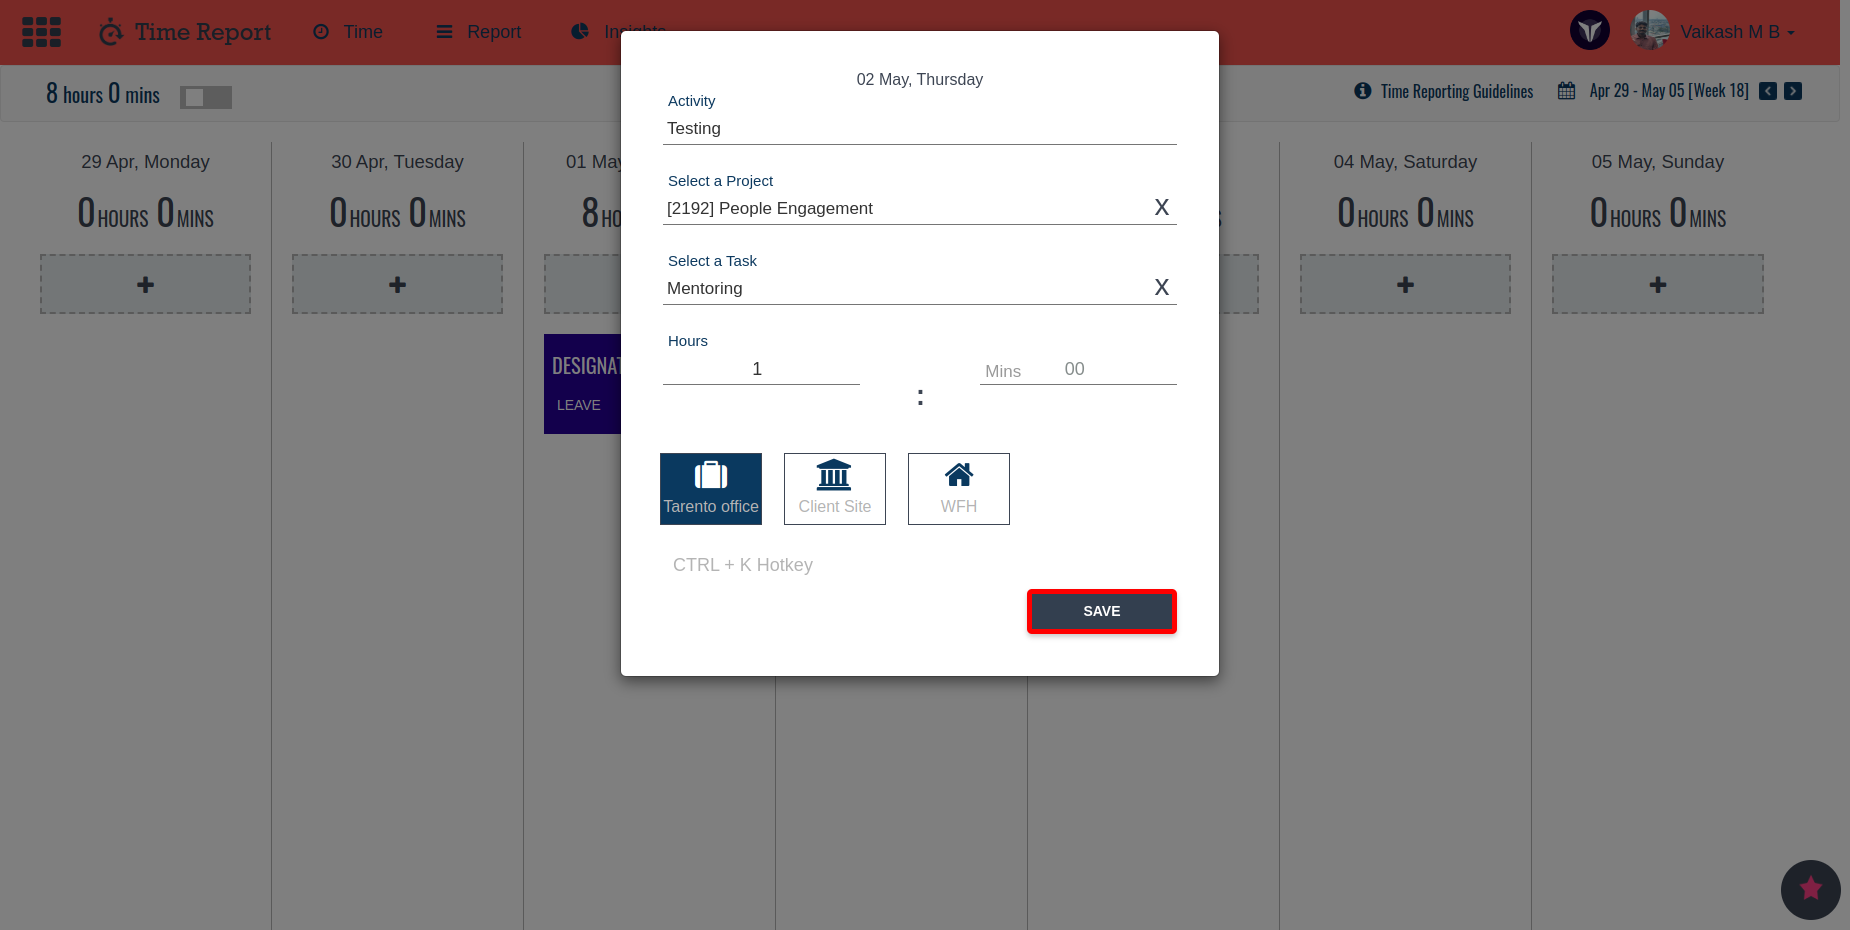 Time Report
Time
Report
Insights
Vaikash M B
8 hours 0 mins
Time Reporting Guidelines
Apr 29 - May 05 [Week 18]
29 Apr, Monday
0 HOURS 0 MINS
+
30 Apr, Tuesday
0 HOURS 0 MINS
+
01 May
8 HO
DESIGNAT
LEAVE
02 May, Thursday
Activity
Testing
Select a Project
[2192] People Engagement
X
Select a Task
Mentoring
X
Hours
1
:
Mins
00
Tarento office
Client Site
WFH
CTRL + K Hotkey
SAVE
04 May, Saturday
0 HOURS 0 MINS
+
05 May, Sunday
0 HOURS 0 MINS
+